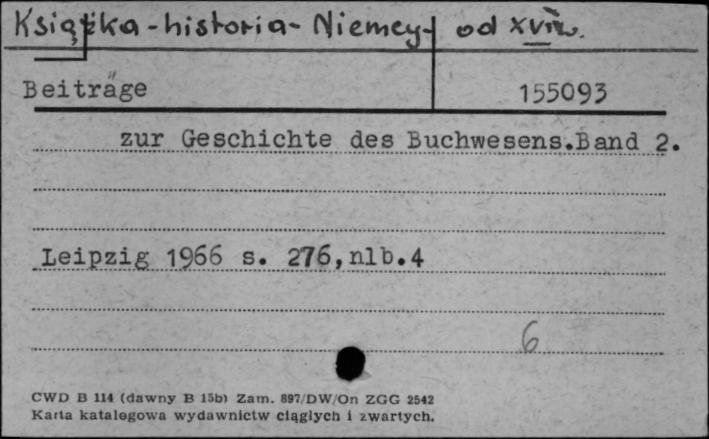 Książka - historia - Niemcy - od XVIII w.
Beiträge 155093
zur Geschichte des Buchwesens.Band 2.
Leipzig 1966 s. 276,nlb.4
6
CWD B 114 (dawny B 15b) Zam. 897/DW/On ZGG 2542
Karta katalogowa wydawnictw ciągłych i zwartych.